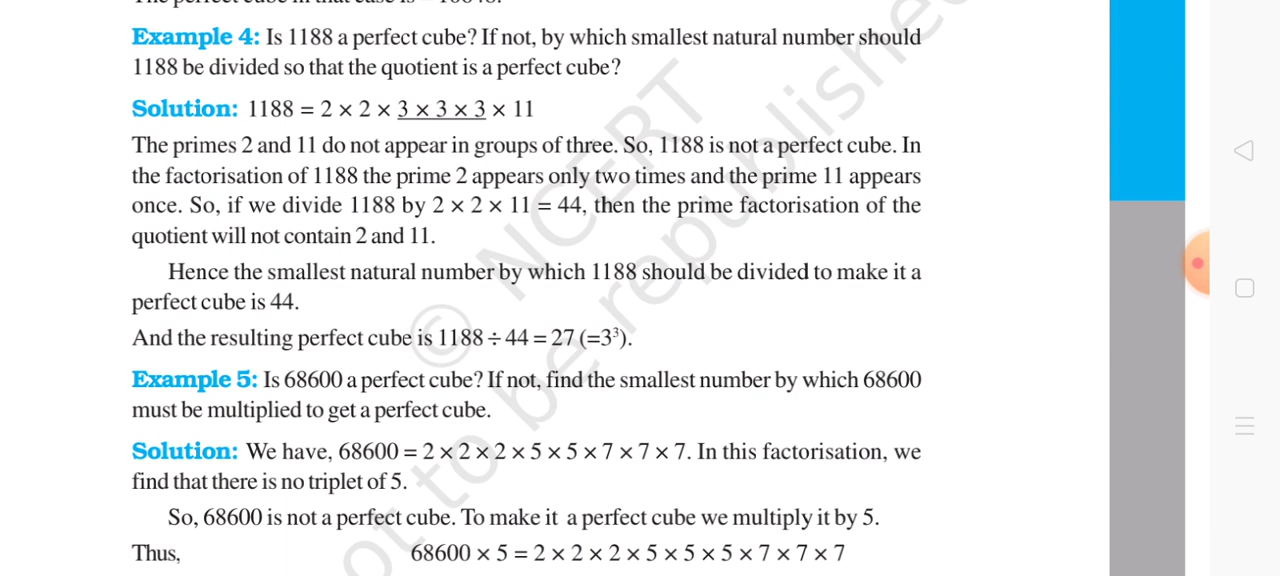 Example 4: Is 1188 a perfect cube? If not, by which smallest natural number should
1188 be divided so that the quotient is a perfect cube?
Solution: 1188 = 2 × 2 × 3 × 3 × 3 × 11
The primes 2 and 11 do not appear in groups of three. So, 1188 is not a perfect cube. In
the factorisation of 1188 the prime 2 appears only two times and the prime 11 appears
once. So, if we divide 1188 by 2 × 2 × 11 = 44, then the prime factorisation of the
quotient will not contain 2 and 11.
Hence the smallest natural number by which 1188 should be divided to make it a
perfect cube is 44.
And the resulting perfect cube is 1188 ÷ 44 = 27 (=3³).
Example 5: Is 68600 a perfect cube? If not, find the smallest number by which 68600
must be multiplied to get a perfect cube.
Solution: We have, 68600 = 2 × 2 × 2 × 5 × 5 × 7 × 7 × 7. In this factorisation, we
find that there is no triplet of 5.
So, 68600 is not a perfect cube. To make it a perfect cube we multiply it by 5.
Thus, 68600 × 5 = 2 × 2 × 2 × 5 × 5 × 5 × 7 × 7 × 7
© NCERT
not to be republished